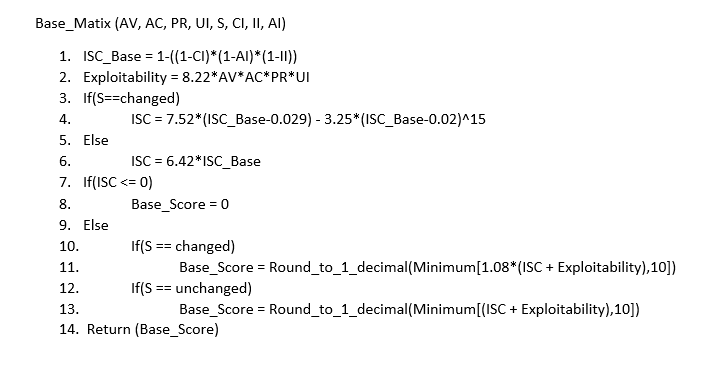 Base_Matix (AV, AC, PR, UI, S, CI, II, AI)
1. ISC_Base = 1-((1-CI)*(1-AI)*(1-II))
2. Exploitability = 8.22*AV*AC*PR*UI
3. If(S==changed)
4. ISC = 7.52*(ISC_Base-0.029) - 3.25*(ISC_Base-0.02)^15
5. Else
6. ISC = 6.42*ISC_Base
7. If(ISC <= 0)
8. Base_Score = 0
9. Else
10. If(S == changed)
11. Base_Score = Round_to_1_decimal(Minimum[1.08*(ISC + Exploitability),10])
12. If(S == unchanged)
13. Base_Score = Round_to_1_decimal(Minimum[(ISC + Exploitability),10])
14. Return (Base_Score)